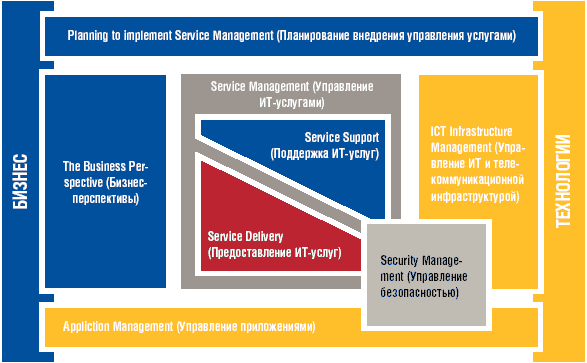 Planning to implement Service Management (Планирование внедрения управления услугами)
БИЗНЕС
The Business Per-
spective (Бизнес-
перспективы)
Service Management (Управление
ИТ-услугами)
Service Support
(Поддержка ИТ-услуг)
Service Delivery
(Предоставление ИТ-услуг)
ICT Infrastructure
Management (Упра-
вление ИТ и теле-
коммуникационной
инфраструктурой)
Security Manage-
ment (Управление
безопасностью)
ТЕХНОЛОГИИ
Appliction Management (Управление приложениями)